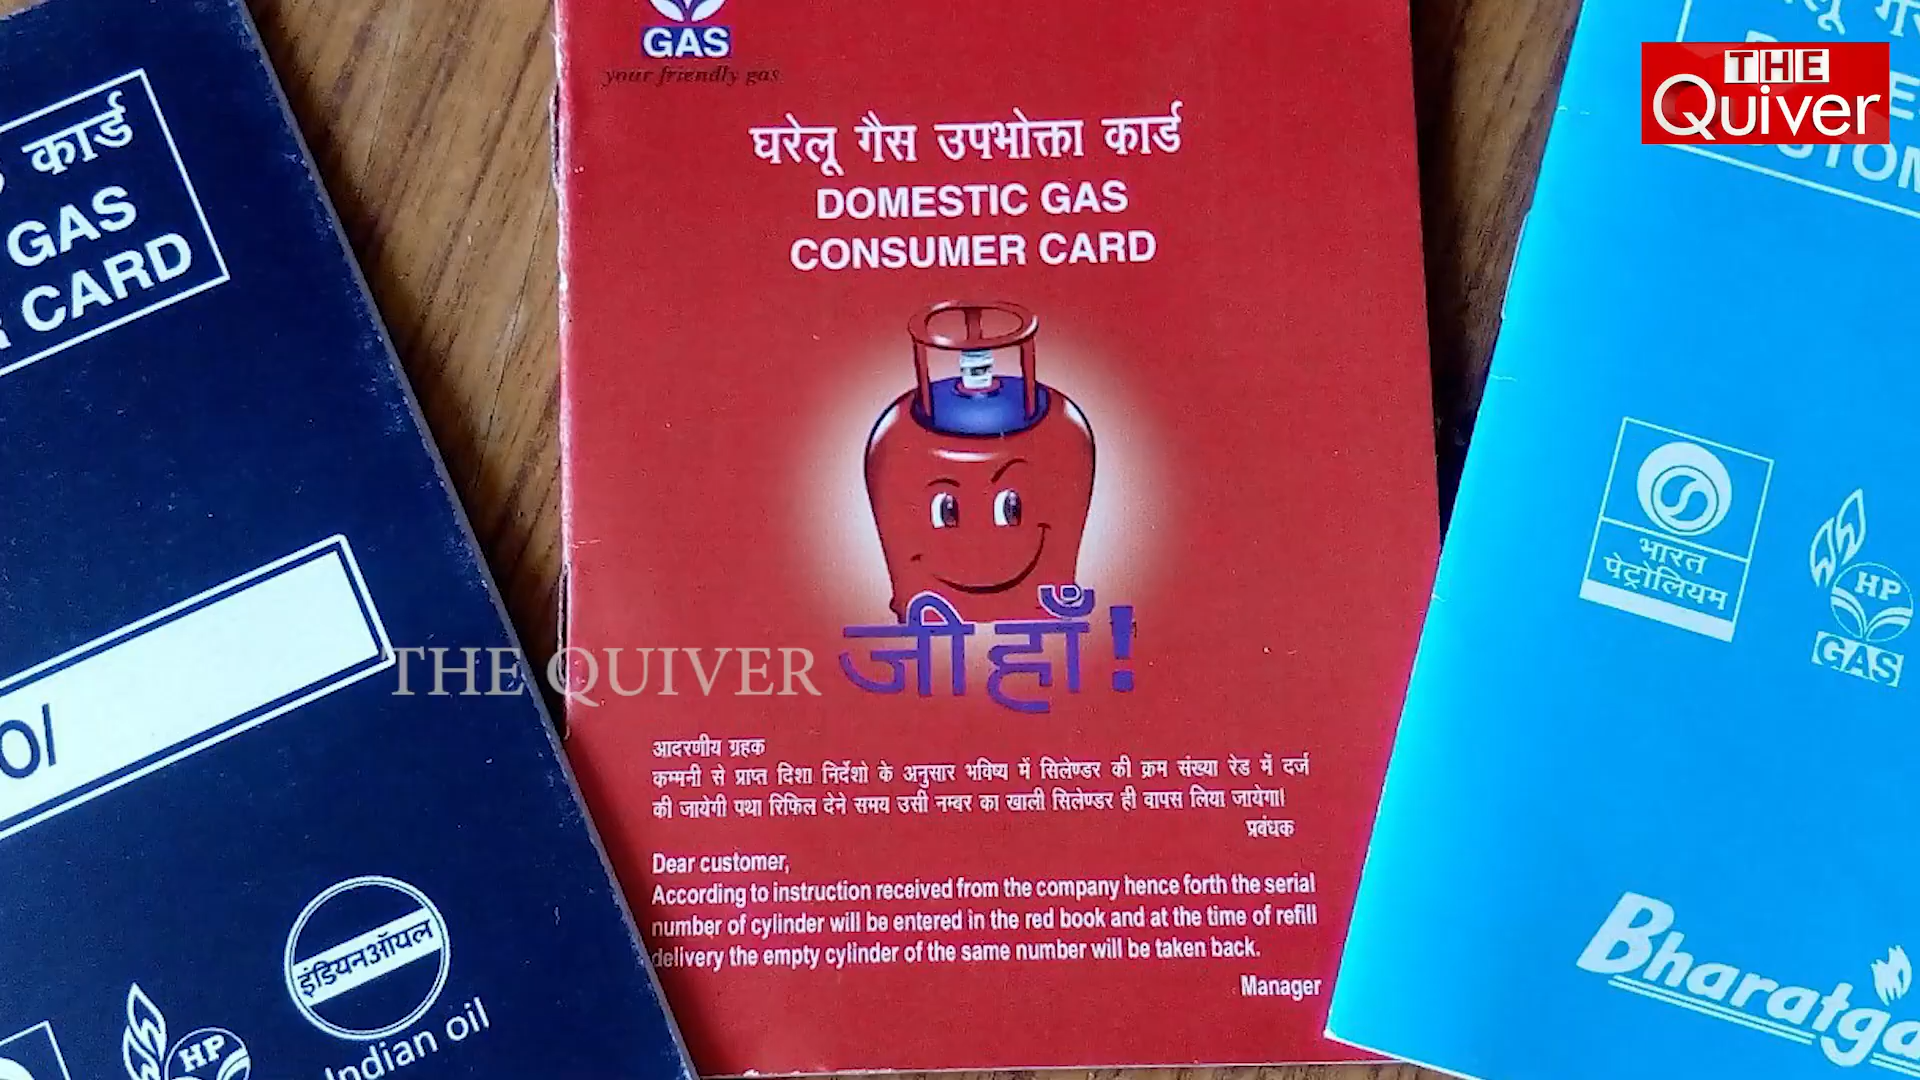 कार्ड
GAS
CARD
इंडियनऑयल
Indian oil
HP
GAS
your friendly gas
घरेलू गैस उपभोक्ता कार्ड
DOMESTIC GAS
CONSUMER CARD
जी हाँ!
THE QUIVER
आदरणीय ग्रहक
कम्मनी से प्राप्त दिशा निर्देशो के अनुसार भविष्य में सिलेण्डर की क्रम संख्या रेड में दर्ज
की जायेगी पथा रिफिल देने समय उसी नम्बर का खाली सिलेण्डर ही वापस लिया जायेगा।
प्रबंधक
Dear customer,
According to instruction received from the company hence forth the serial
number of cylinder will be entered in the red book and at the time of refill
delivery the empty cylinder of the same number will be taken back.
Manager
THE
Quiver
भारत
पेट्रोलियम
HP
GAS